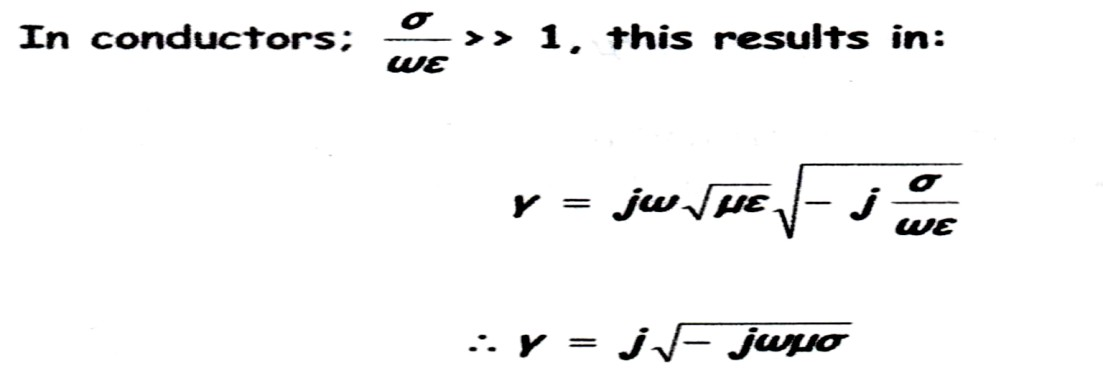 In conductors; σ/ωε >> 1, this results in:
γ = jω√με √(- j σ/ωε)
∴ γ = j√(- jωμσ)